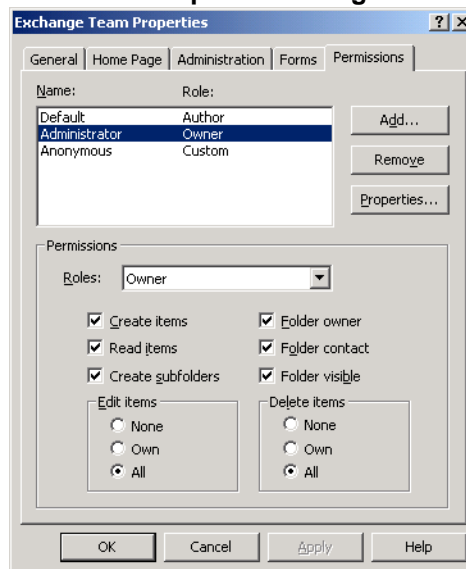 Exchange Team Properties
General Home Page Administration Forms Permissions
Name: Role:
Default Author
Administrator Owner
Anonymous Custom
Add...
Remove
Properties...
Permissions
Roles: Owner
Create items Folder owner
Read items Folder contact
Create subfolders Folder visible
Edit items Delete items
None None
Own Own
All All
OK Cancel Apply Help